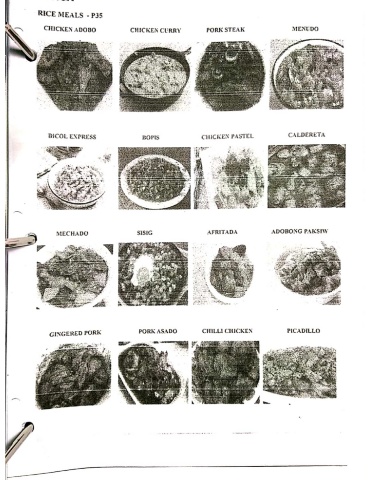 RICE MEALS - P35
CHICKEN ADOBO CHICKEN CURRY PORK STEAK MENUDO
BICOL EXPRESS BOPIS CHICKEN PASTEL CALDERETA
MECHADO SISIG AFRITADA ADOBONG PAKSIW
GINGERED PORK PORK ASADO CHILLI CHICKEN PICADILLO